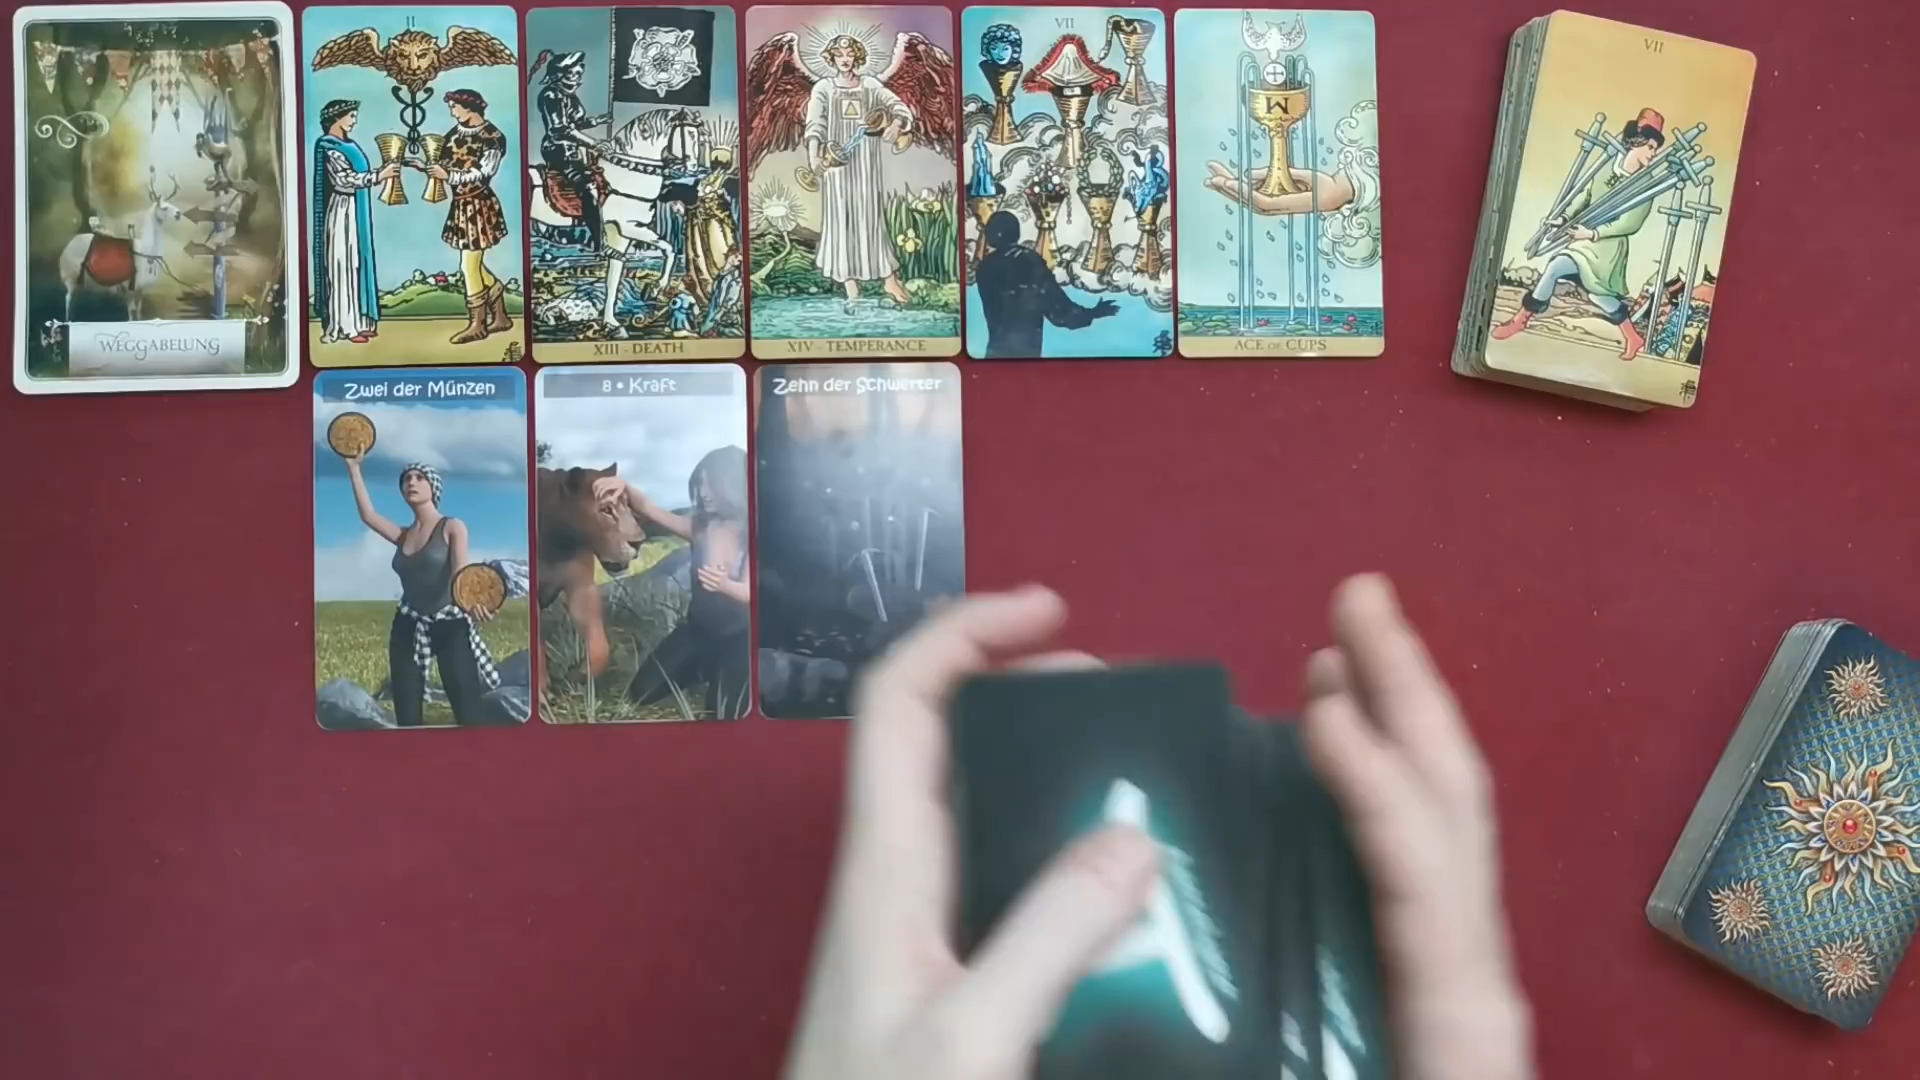 WEGGABELUNG
II
XIII - DEATH
XIV - TEMPERANCE
VII
ACE OF CUPS
VII
Zwei der Münzen
8 • Kraft
Zehn der Schwerter